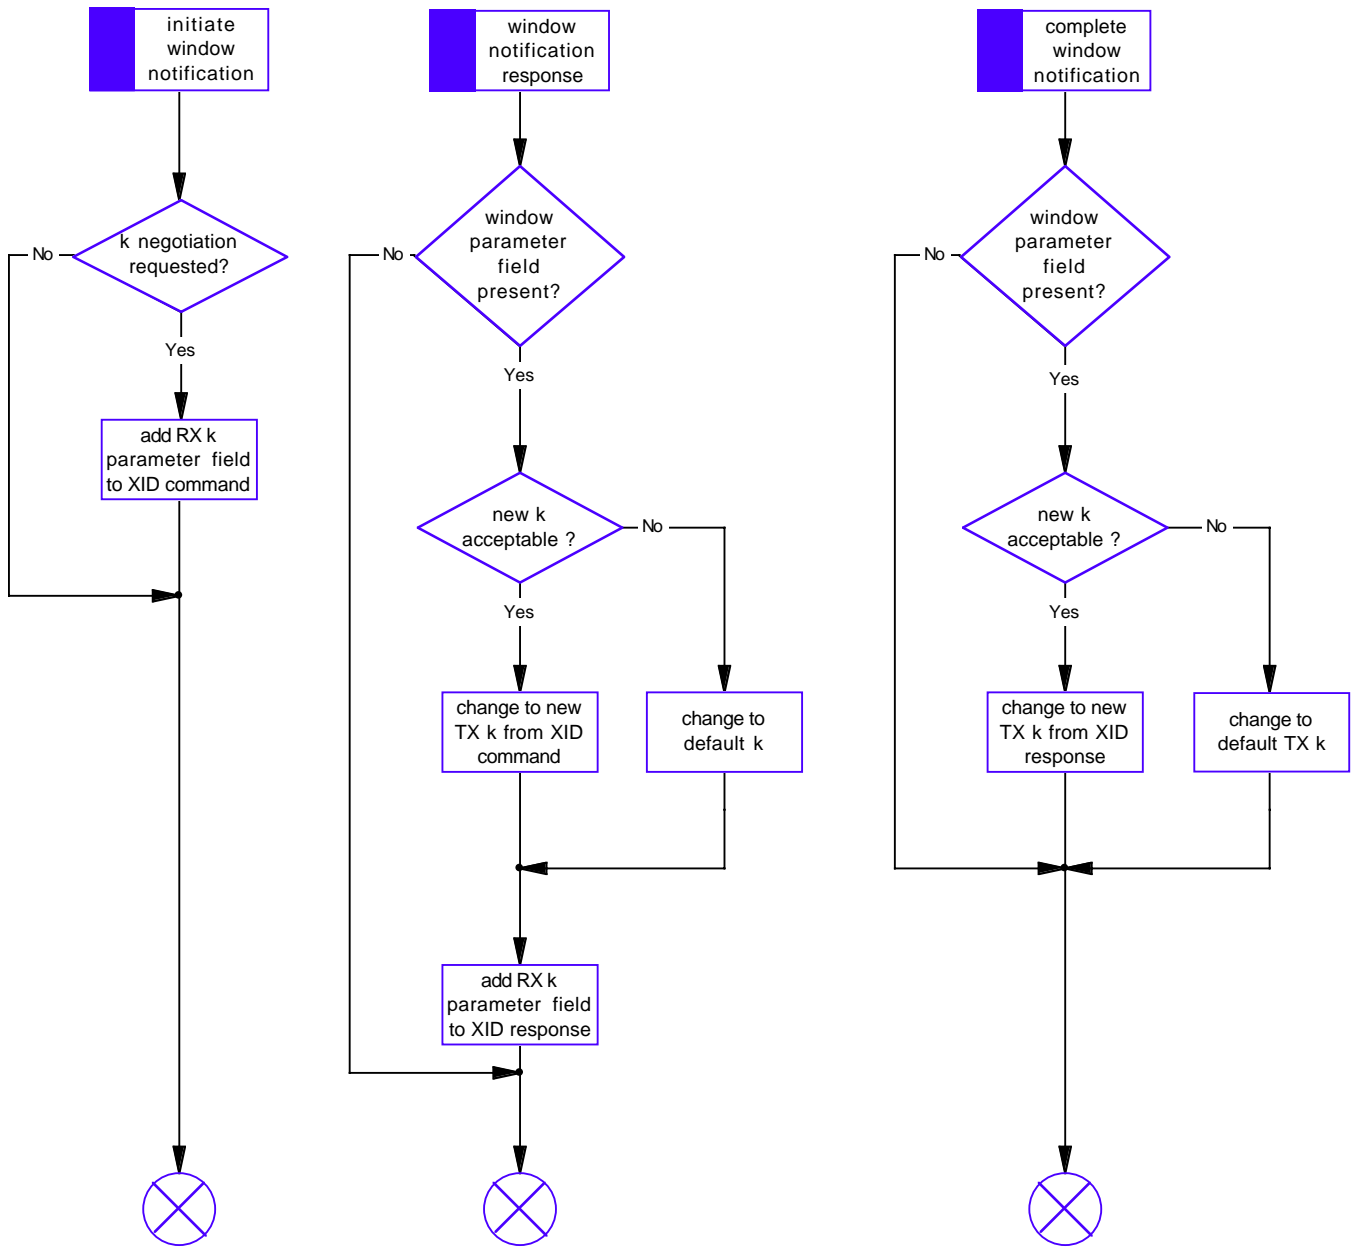 initiate
window
notification
k negotiation
requested?
No
Yes
add RX k
parameter field
to XID command
window
notification
response
window
parameter
field
present?
No
Yes
new k
acceptable ?
No
Yes
change to new
TX k from XID
command
change to
default k
add RX k
parameter field
to XID response
complete
window
notification
window
parameter
field
present?
No
Yes
new k
acceptable ?
No
Yes
change to new
TX k from XID
response
change to
default TX k